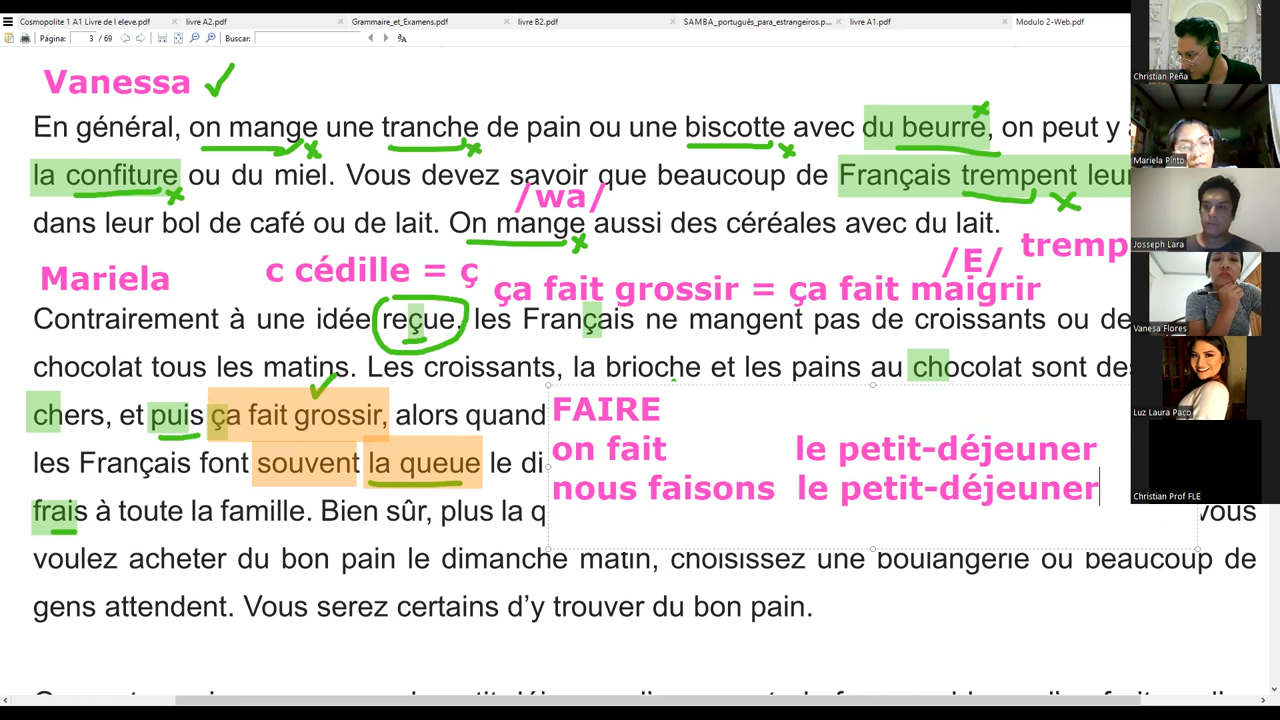 Cosmopolite 1 A1 Livre de l eleve.pdf × livre A2.pdf × Grammaire_et_Examens.pdf × livre B2.pdf × SAMBA_português_para_estrangeiros.p... × livre A1.pdf × Modulo 2-Web.pdf
Página: 3 / 69 Buscar:
Vanessa
En général, on mange une tranche de pain ou une biscotte avec du beurre, on peut y
la confiture ou du miel. Vous devez savoir que beaucoup de Français trempent leur
/wa/
dans leur bol de café ou de lait. On mange aussi des céréales avec du lait.
tremp
Mariela c cédille = ç /E/
ça fait grossir = ça fait maigrir
Contrairement à une idée reçue, les Français ne mangent pas de croissants ou de
chocolat tous les matins. Les croissants, la brioche et les pains au chocolat sont des
chers, et puis ça fait grossir, alors quand
FAIRE
on fait le petit-déjeuner
les Français font souvent la queue le di
nous faisons le petit-déjeuner
frais à toute la famille. Bien sûr, plus la q vous
voulez acheter du bon pain le dimanche matin, choisissez une boulangerie ou beaucoup de
gens attendent. Vous serez certains d’y trouver du bon pain.
Christian Peña
Mariela Pinto
Josseph Lara
Vanesa Flores
Luz Laura Paco
Christian Prof FLE